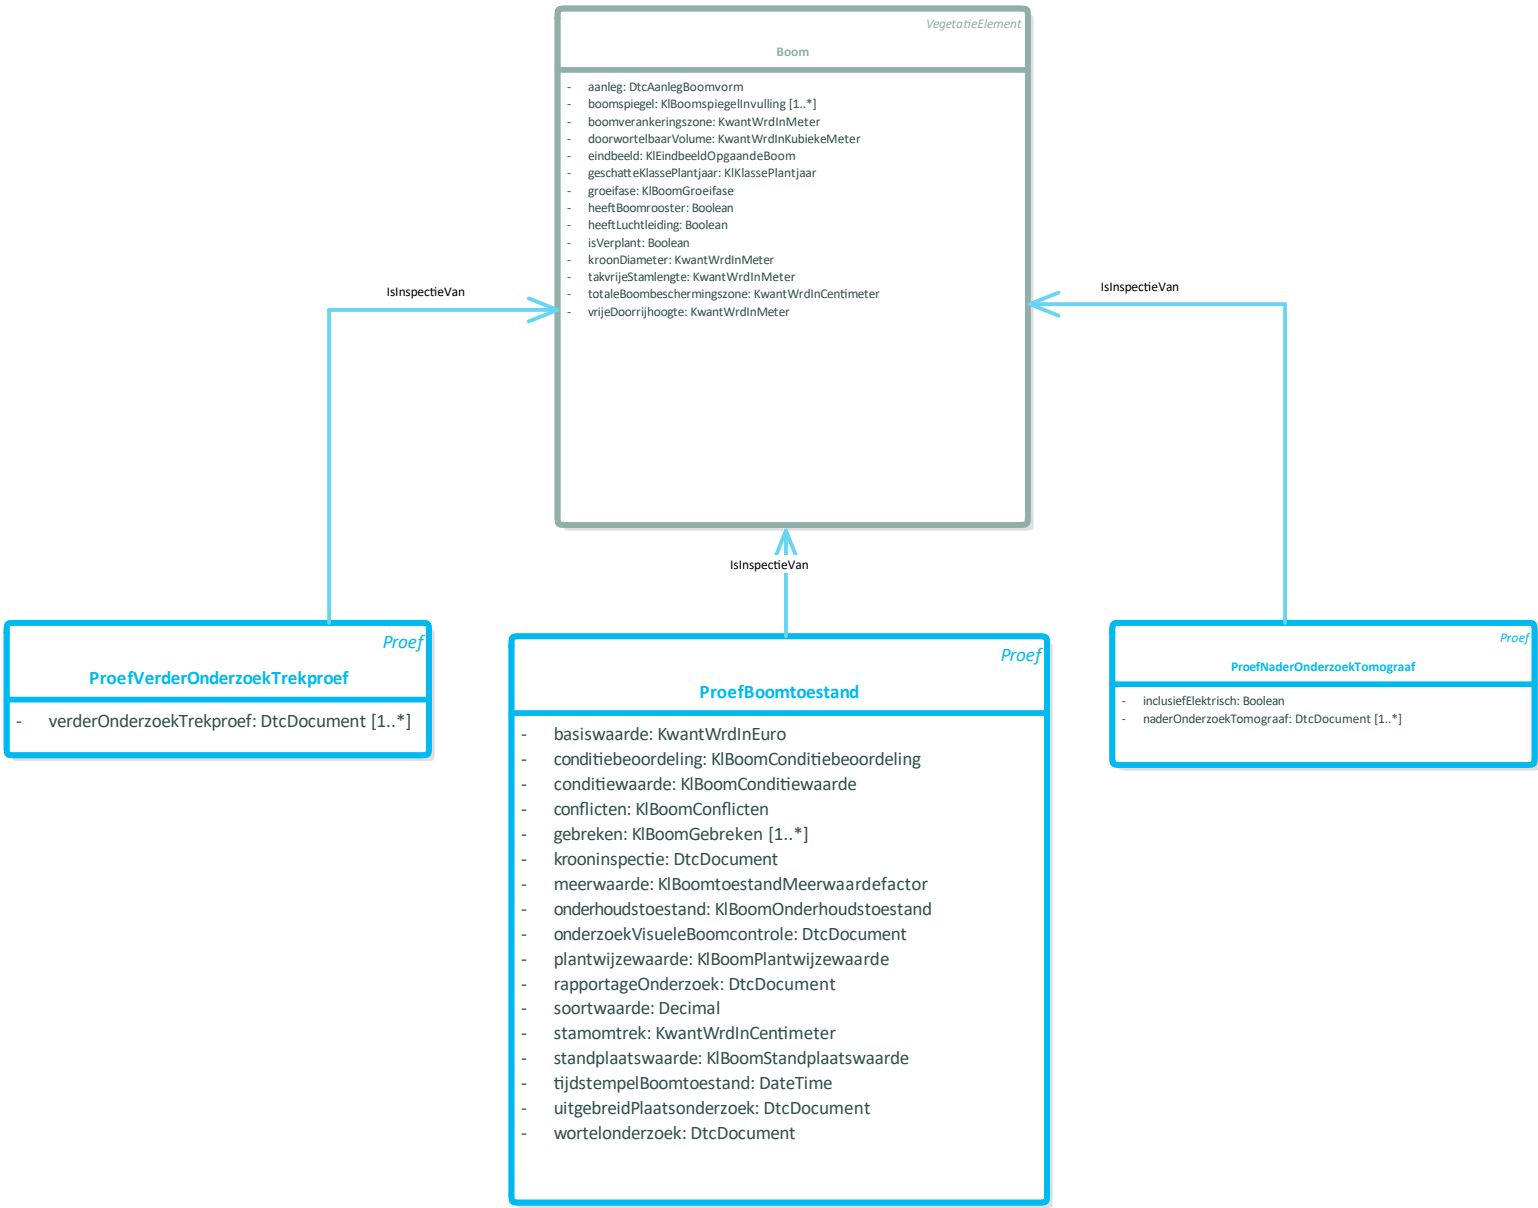 VegetatieElement
Boom
- aanleg: DtcAanlegBoomvorm
- boomspiegel: KlBoomspiegelInvulling [1..*]
- boomverankeringszone: KwantWrdInMeter
- doorwortelbaarVolume: KwantWrdInKubiekeMeter
- eindbeeld: KlEindbeeldOpgaandeBoom
- geschatteKlassePlantjaar: KlKlassePlantjaar
- groeifase: KlBoomGroeifase
- heeftBoomrooster: Boolean
- heeftLuchtleiding: Boolean
- isVerplant: Boolean
- kroonDiameter: KwantWrdInMeter
- takvrijeStamlengte: KwantWrdInMeter
- totaleBoombeschermingszone: KwantWrdInCentimeter
- vrijeDoorrijhoogte: KwantWrdInMeter
IsInspectieVan
IsInspectieVan
IsInspectieVan
Proef
ProefVerderOnderzoekTrekproef
- verderOnderzoekTrekproef: DtcDocument [1..*]
Proef
ProefBoomtoestand
- basiswaarde: KwantWrdInEuro
- conditiebeoordeling: KlBoomConditiebeoordeling
- conditiewaarde: KlBoomConditiewaarde
- conflicten: KlBoomConflicten
- gebreken: KlBoomGebreken [1..*]
- krooninspectie: DtcDocument
- meerwaarde: KlBoomtoestandMeerwaardefactor
- onderhoudstoestand: KlBoomOnderhoudstoestand
- onderzoekVisueleBoomcontrole: DtcDocument
- plantwijzewaarde: KlBoomPlantwijzewaarde
- rapportageOnderzoek: DtcDocument
- soortwaarde: Decimal
- stamomtrek: KwantWrdInCentimeter
- standplaatswaarde: KlBoomStandplaatswaarde
- tijdstempelBoomtoestand: DateTime
- uitgebreidPlaatsonderzoek: DtcDocument
- wortelonderzoek: DtcDocument
Proef
ProefNaderOnderzoekTomograaf
- inclusiefElektrisch: Boolean
- naderOnderzoekTomograaf: DtcDocument [1..*]